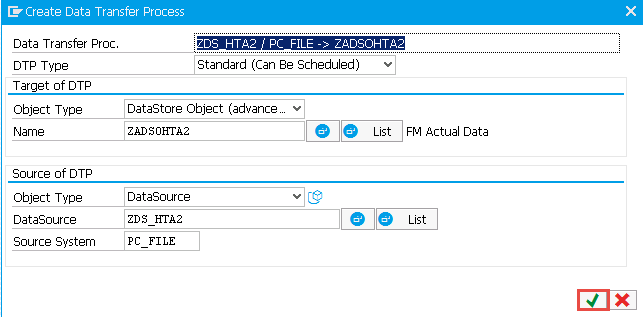 Create Data Transfer Process
Data Transfer Proc. ZDS_HTA2 / PC_FILE -> ZADSOHTA2
DTP Type Standard (Can Be Scheduled)
Target of DTP
Object Type DataStore Object (advance...
Name ZADSOHTA2 List FM Actual Data
Source of DTP
Object Type DataSource
DataSource ZDS_HTA2 List
Source System PC_FILE